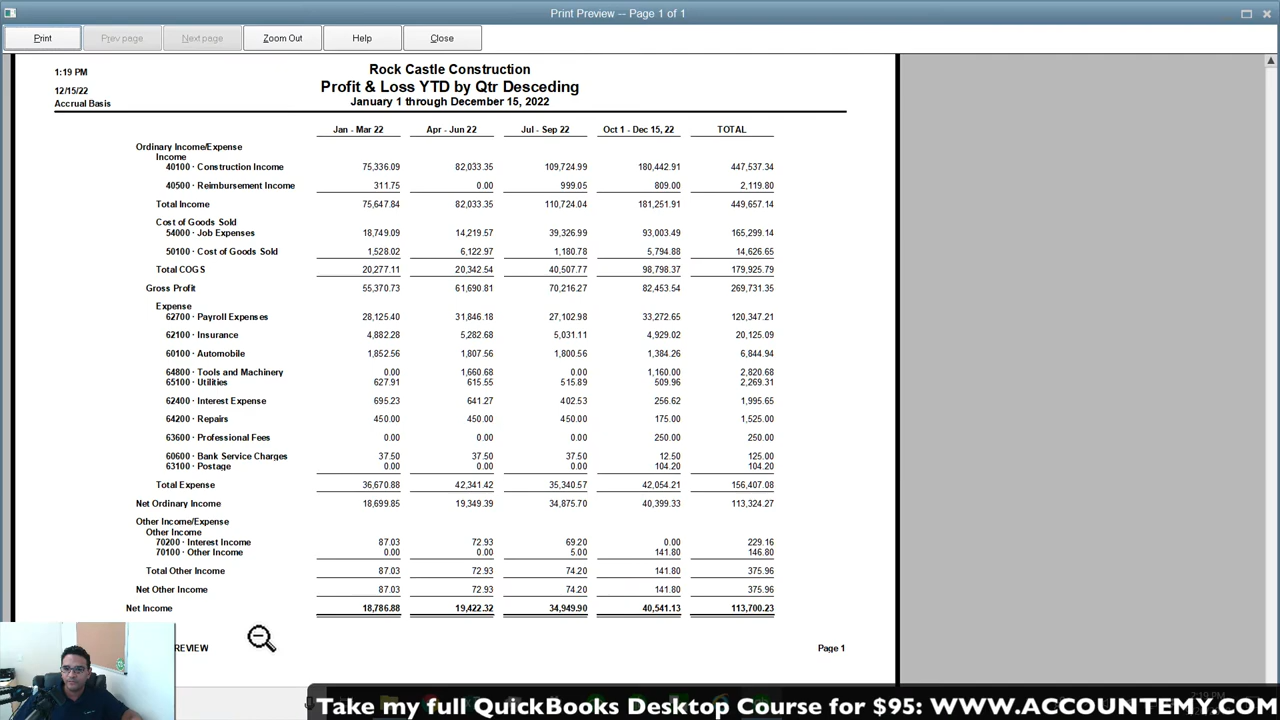 Print Preview -- Page 1 of 1
Print Prev page Next page Zoom Out Help Close
1:19 PM Rock Castle Construction
12/15/22 Profit & Loss YTD by Qtr Desceding
Accrual Basis January 1 through December 15, 2022
Jan - Mar 22 Apr - Jun 22 Jul - Sep 22 Oct 1 - Dec 15, 22 TOTAL
Ordinary Income/Expense
Income
40100 · Construction Income 75,336.09 82,033.35 109,724.99 180,442.91 447,537.34
40500 · Reimbursement Income 311.75 0.00 999.05 809.00 2,119.80
Total Income 75,647.84 82,033.35 110,724.04 181,251.91 449,657.14
Cost of Goods Sold
54000 · Job Expenses 18,749.09 14,219.57 39,326.99 93,003.49 165,299.14
50100 · Cost of Goods Sold 1,528.02 6,122.97 1,180.78 5,794.88 14,626.65
Total COGS 20,277.11 20,342.54 40,507.77 98,798.37 179,925.79
Gross Profit 55,370.73 61,690.81 70,216.27 82,453.54 269,731.35
Expense
62700 · Payroll Expenses 28,125.40 31,846.18 27,102.98 33,272.65 120,347.21
62100 · Insurance 4,882.28 5,282.68 5,031.11 4,929.02 20,125.09
60100 · Automobile 1,852.56 1,807.56 1,800.56 1,384.26 6,844.94
64800 · Tools and Machinery 0.00 1,660.68 0.00 1,160.00 2,820.68
65100 · Utilities 627.91 615.55 515.89 509.96 2,269.31
62400 · Interest Expense 695.23 641.27 402.53 256.62 1,995.65
64200 · Repairs 450.00 450.00 450.00 175.00 1,525.00
63600 · Professional Fees 0.00 0.00 0.00 250.00 250.00
60600 · Bank Service Charges 37.50 37.50 37.50 12.50 125.00
63100 · Postage 0.00 0.00 0.00 104.20 104.20
Total Expense 36,670.88 42,341.42 35,340.57 42,054.21 156,407.08
Net Ordinary Income 18,699.85 19,349.39 34,875.70 40,399.33 113,324.27
Other Income/Expense
Other Income
70200 · Interest Income 87.03 72.93 69.20 0.00 229.16
70100 · Other Income 0.00 0.00 5.00 141.80 146.80
Total Other Income 87.03 72.93 74.20 141.80 375.96
Net Other Income 87.03 72.93 74.20 141.80 375.96
Net Income 18,786.88 19,422.32 34,949.90 40,541.13 113,700.23
REVIEW Page 1
Take my full QuickBooks Desktop Course for $95: WWW.ACCOUNTEMY.COM